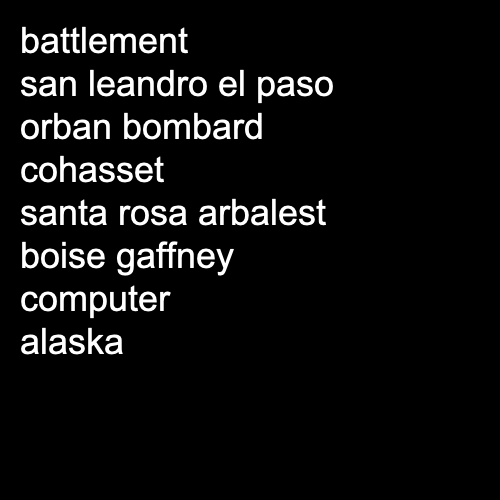 battlement
san leandro el paso
orban bombard
cohasset
santa rosa arbalest
boise gaffney
computer
alaska